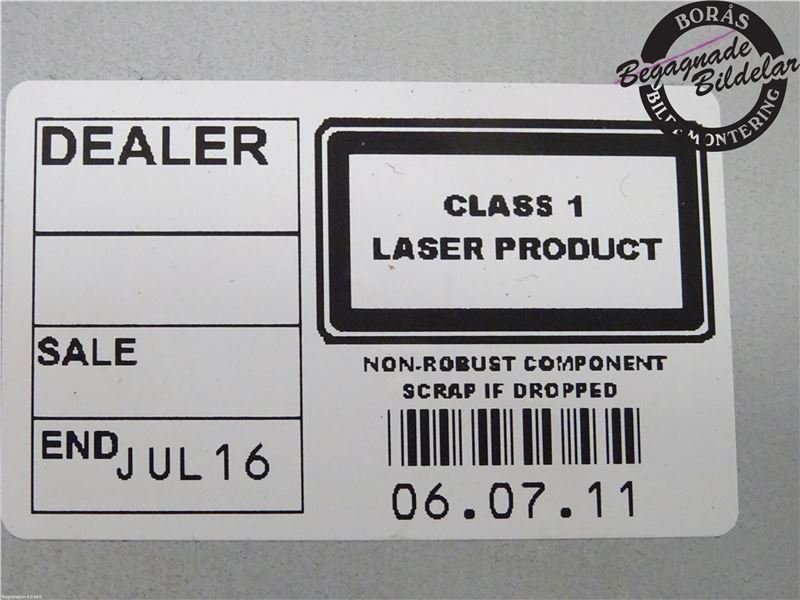 BORÅS
Begagnade
Bildelar
BILDEMONTERING
DEALER
CLASS 1
LASER PRODUCT
SALE
NON-ROBUST COMPONENT
SCRAP IF DROPPED
END JUL 16
06.07.11